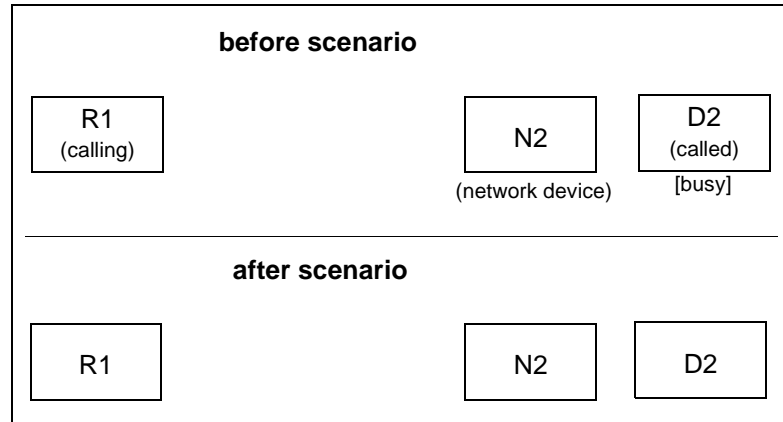 before scenario
R1
(calling)
N2
(network device)
D2
(called)
[busy]
after scenario
R1
N2
D2